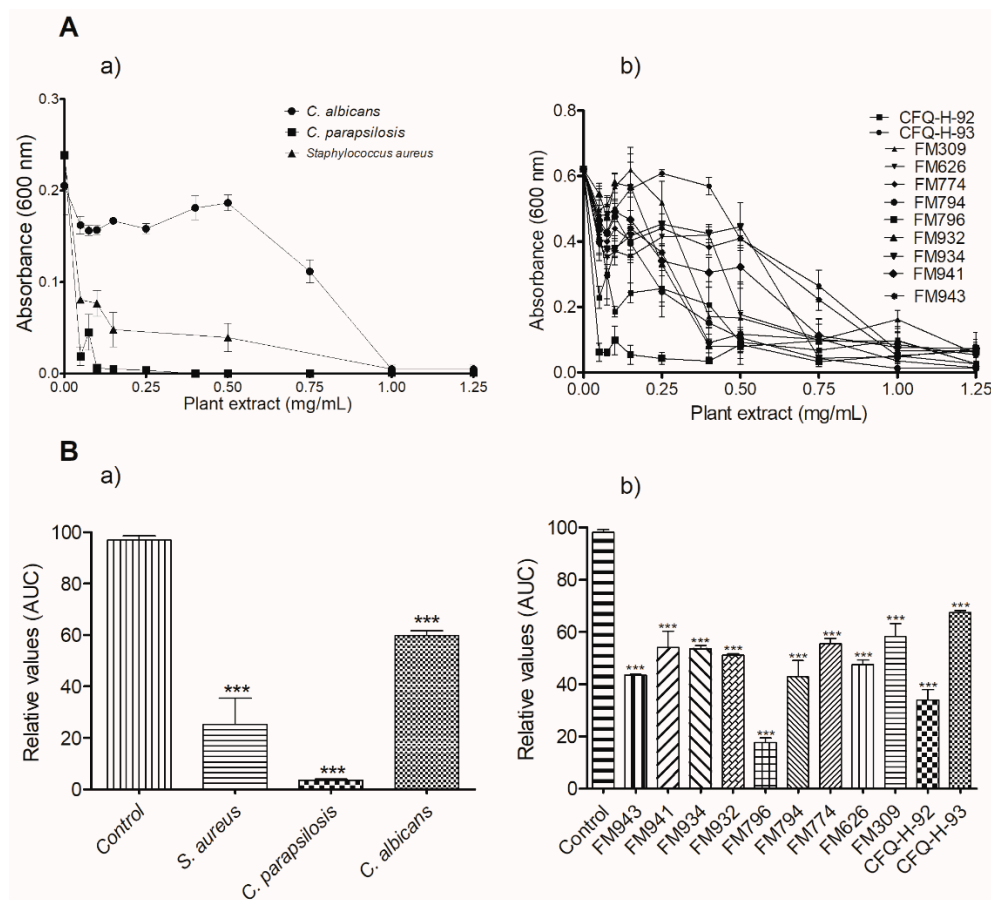 A
a)
0.3
0.2
0.1
0.0
Absorbance (600 nm)
C. albicans
C. parapsilosis
Staphylococcus aureus
0.00 0.25 0.50 0.75 1.00 1.25
Plant extract (mg/mL)
b)
0.8
0.6
0.4
0.2
0.0
Absorbance (600 nm)
CFQ-H-92
CFQ-H-93
FM309
FM626
FM774
FM794
FM796
FM932
FM934
FM941
FM943
0.00 0.25 0.50 0.75 1.00 1.25
Plant extract (mg/mL)
B
a)
100
80
60
40
20
0
Relative values (AUC)
***
***
***
Control
S. aureus
C. parapsilosis
C. albicans
b)
100
80
60
40
20
0
Relative values (AUC)
***
***
***
***
***
***
***
***
***
***
***
Control
FM943
FM941
FM934
FM932
FM796
FM794
FM774
FM626
FM309
CFQ-H-92
CFQ-H-93